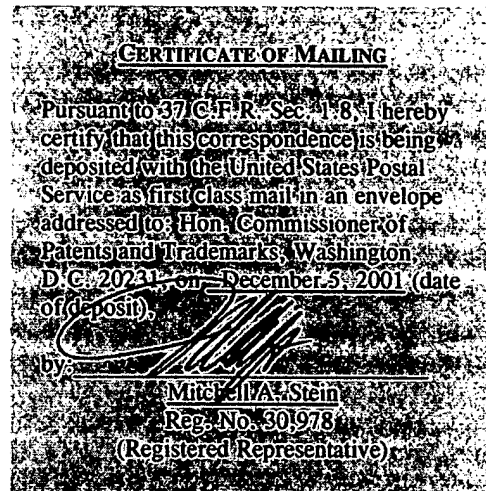 CERTIFICATE OF MAILING
Pursuant to 37 C.F.R. Sec. 1.8, I hereby
certify that this correspondence is being
deposited with the United States Postal
Service as first class mail in an envelope
addressed to: Hon. Commissioner of
Patents and Trademarks, Washington,
D.C. 20231, on December 5, 2001 (date
of deposit),
by:
Mitchell A. Stein
Reg. No. 30,978
(Registered Representative)